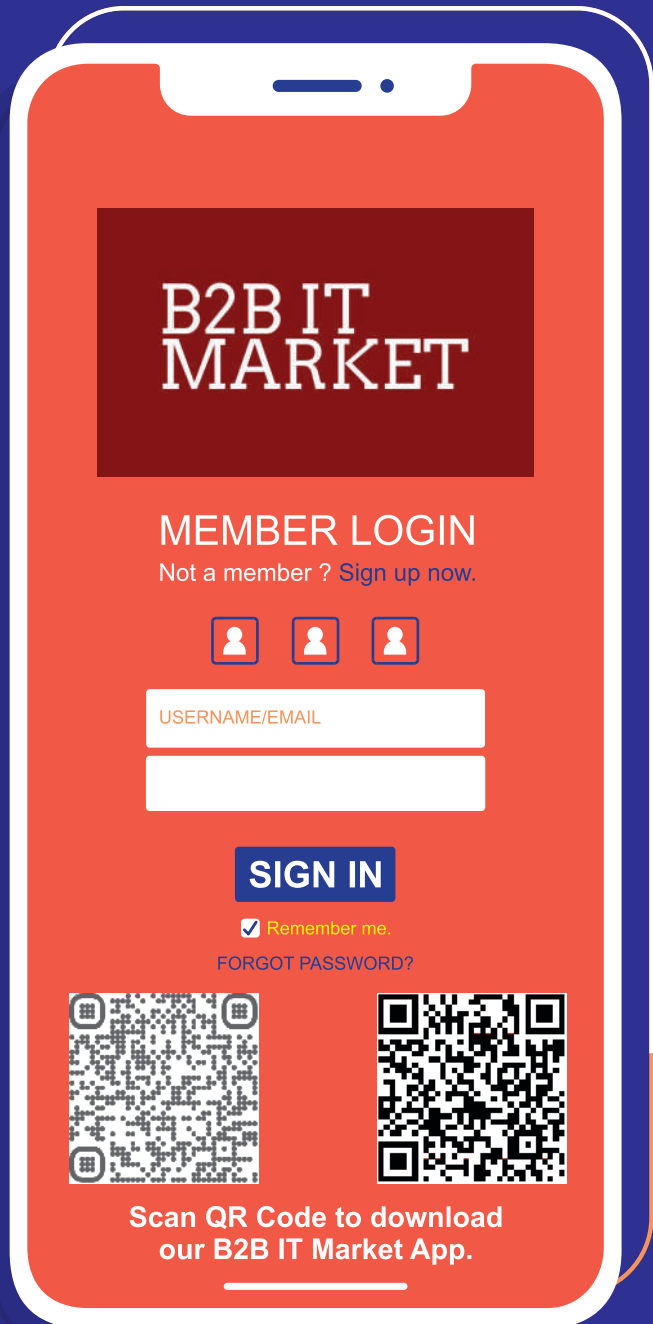 B2B IT
MARKET
MEMBER LOGIN
Not a member ? Sign up now.
USERNAME/EMAIL
SIGN IN
Remember me.
FORGOT PASSWORD?
Scan QR Code to download
our B2B IT Market App.